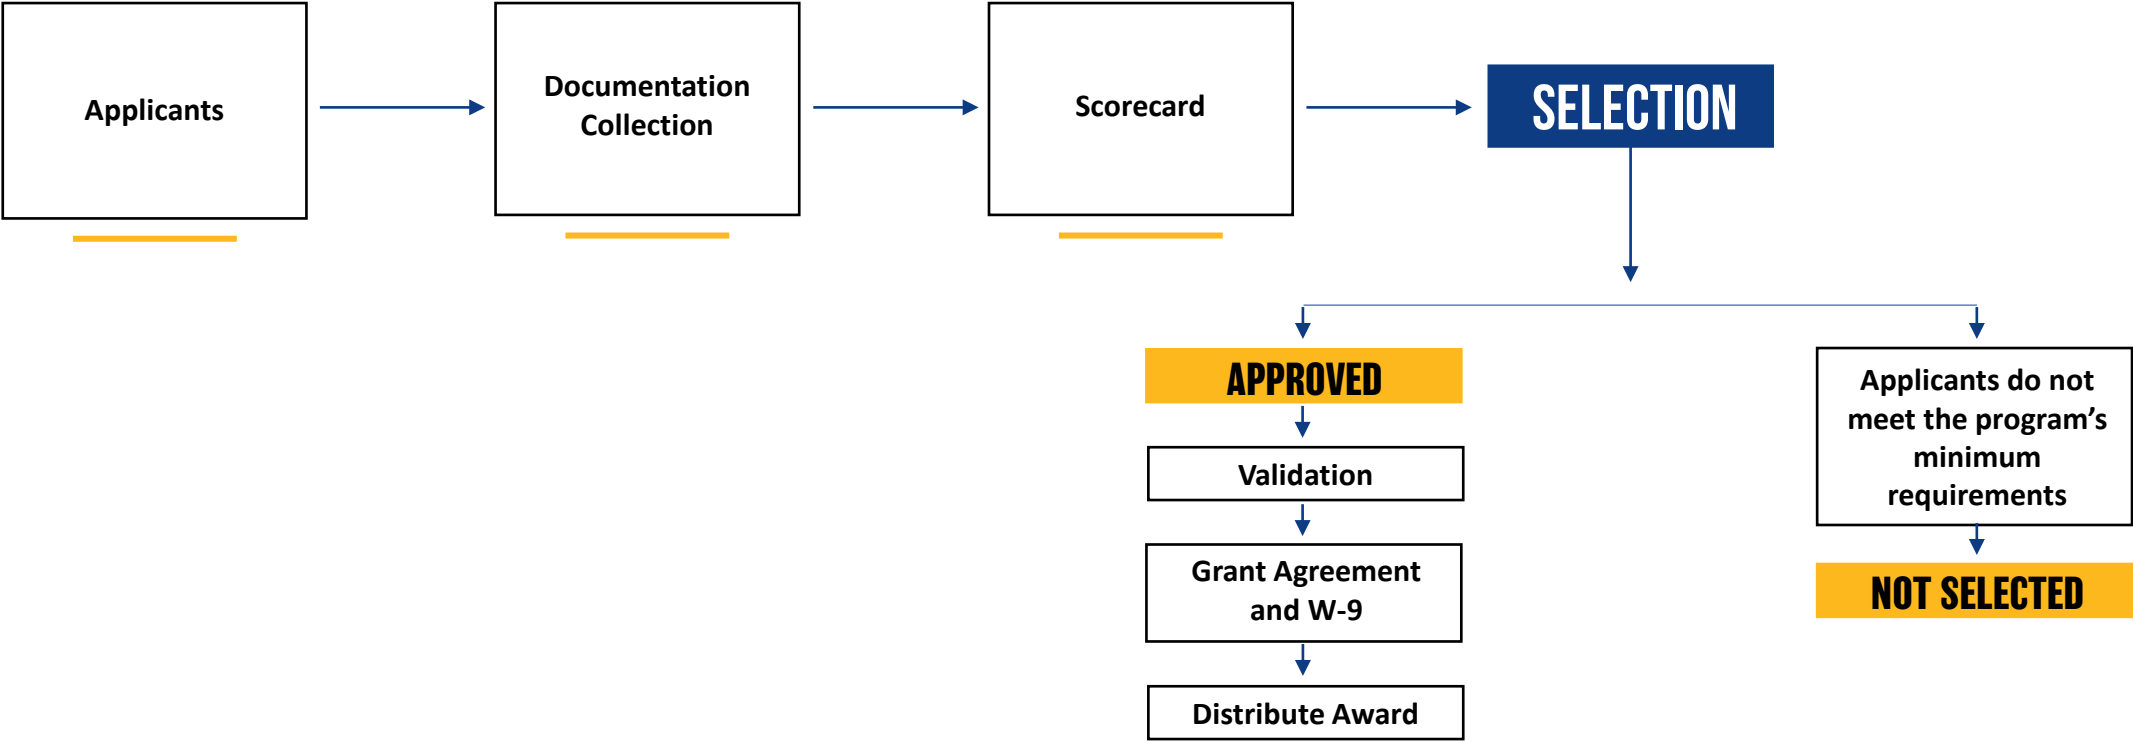 Applicants
Documentation
Collection
Scorecard
SELECTION
APPROVED
Validation
Grant Agreement
and W-9
Distribute Award
Applicants do not
meet the program’s
minimum
requirements
NOT SELECTED